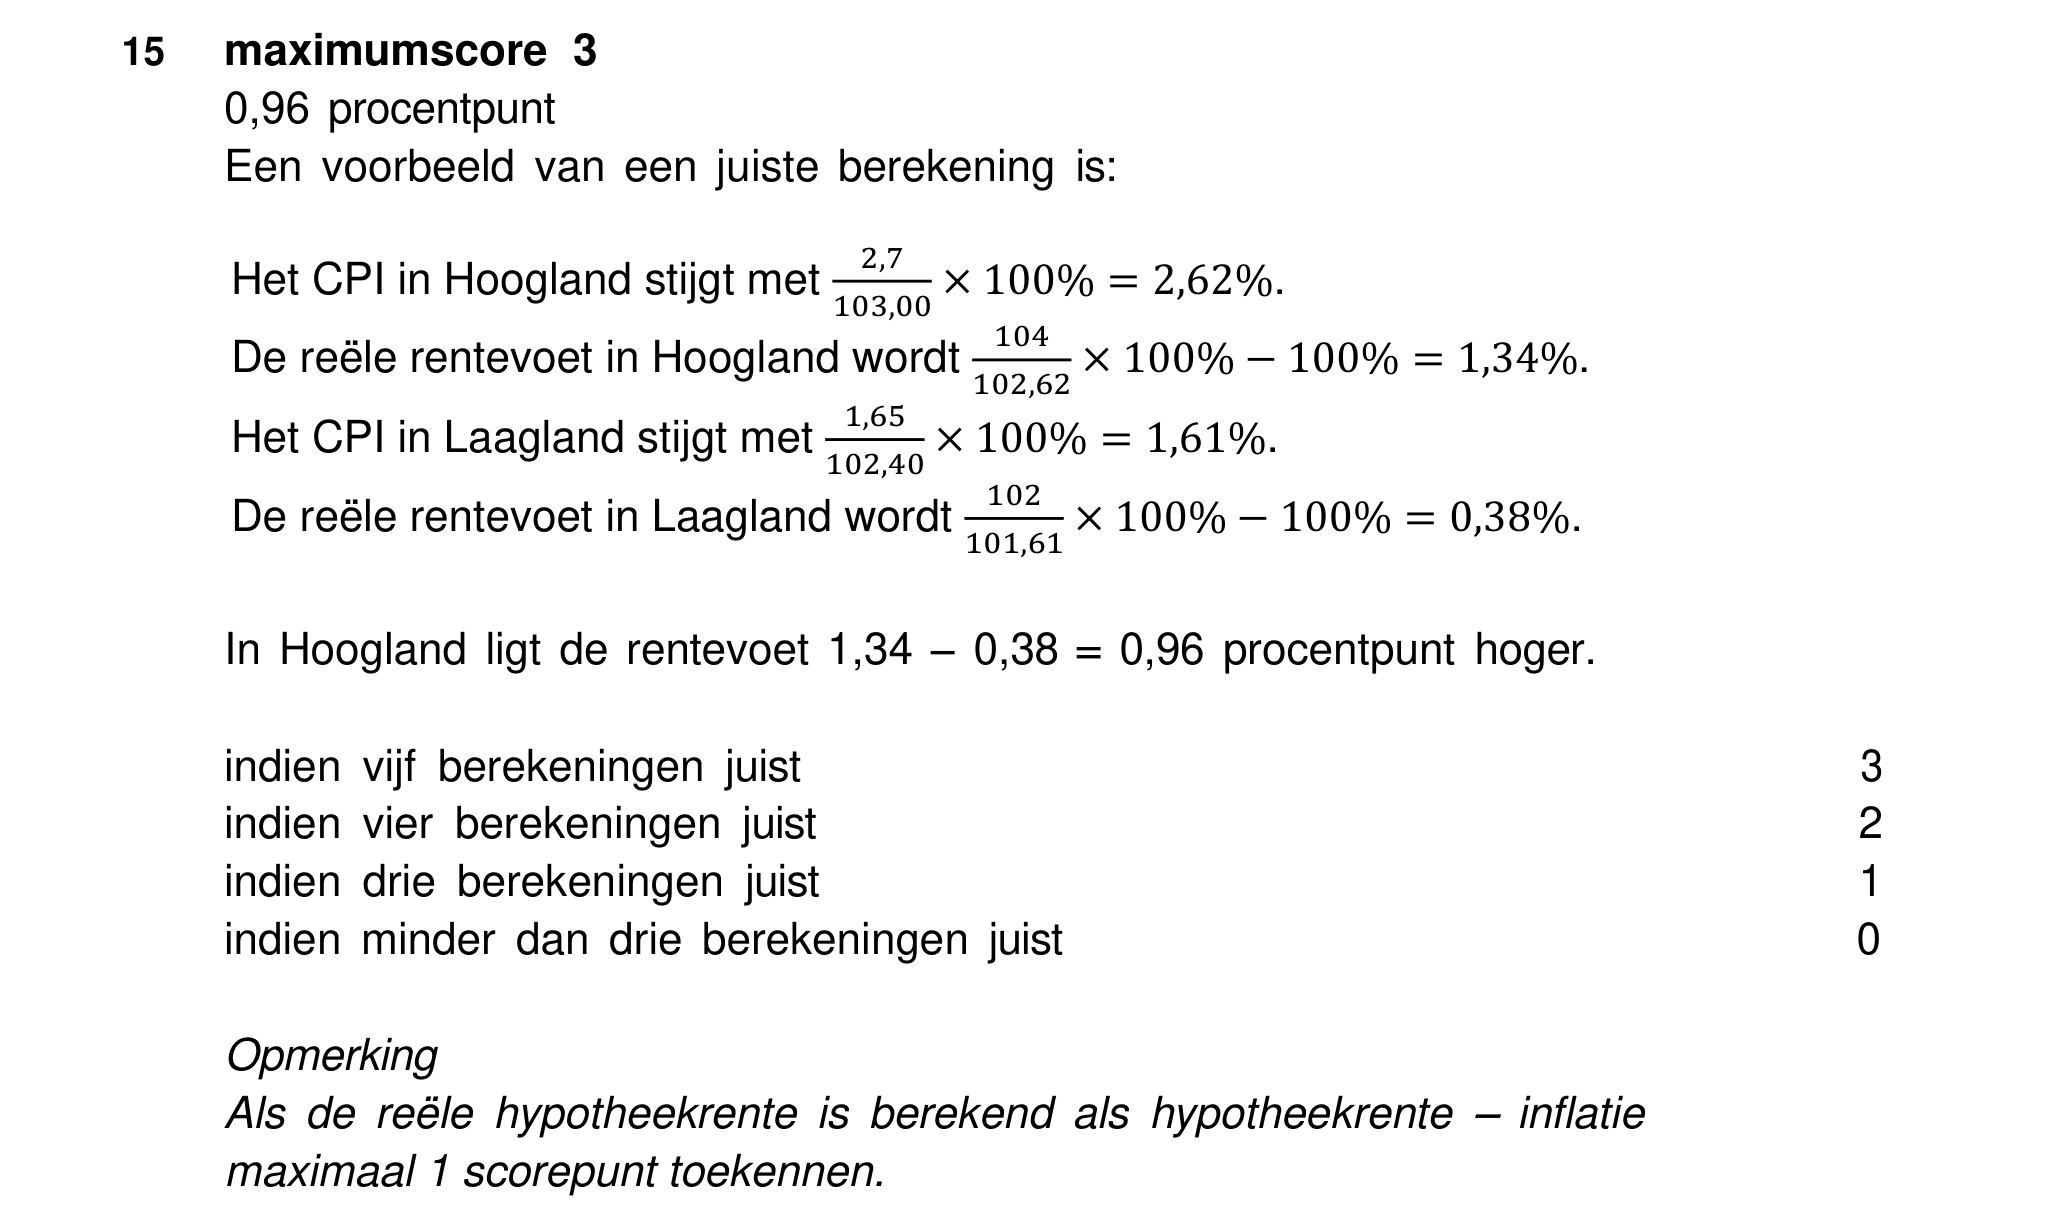 15 maximumscore 3
0,96 procentpunt
Een voorbeeld van een juiste berekening is:
Het CPI in Hoogland stijgt met 2,7/103,00 × 100% = 2,62%.
De reële rentevoet in Hoogland wordt 104/102,62 × 100% − 100% = 1,34%.
Het CPI in Laagland stijgt met 1,65/102,40 × 100% = 1,61%.
De reële rentevoet in Laagland wordt 102/101,61 × 100% − 100% = 0,38%.
In Hoogland ligt de rentevoet 1,34 – 0,38 = 0,96 procentpunt hoger.
indien vijf berekeningen juist 3
indien vier berekeningen juist 2
indien drie berekeningen juist 1
indien minder dan drie berekeningen juist 0
Opmerking
Als de reële hypotheekrente is berekend als hypotheekrente – inflatie
maximaal 1 scorepunt toekennen.